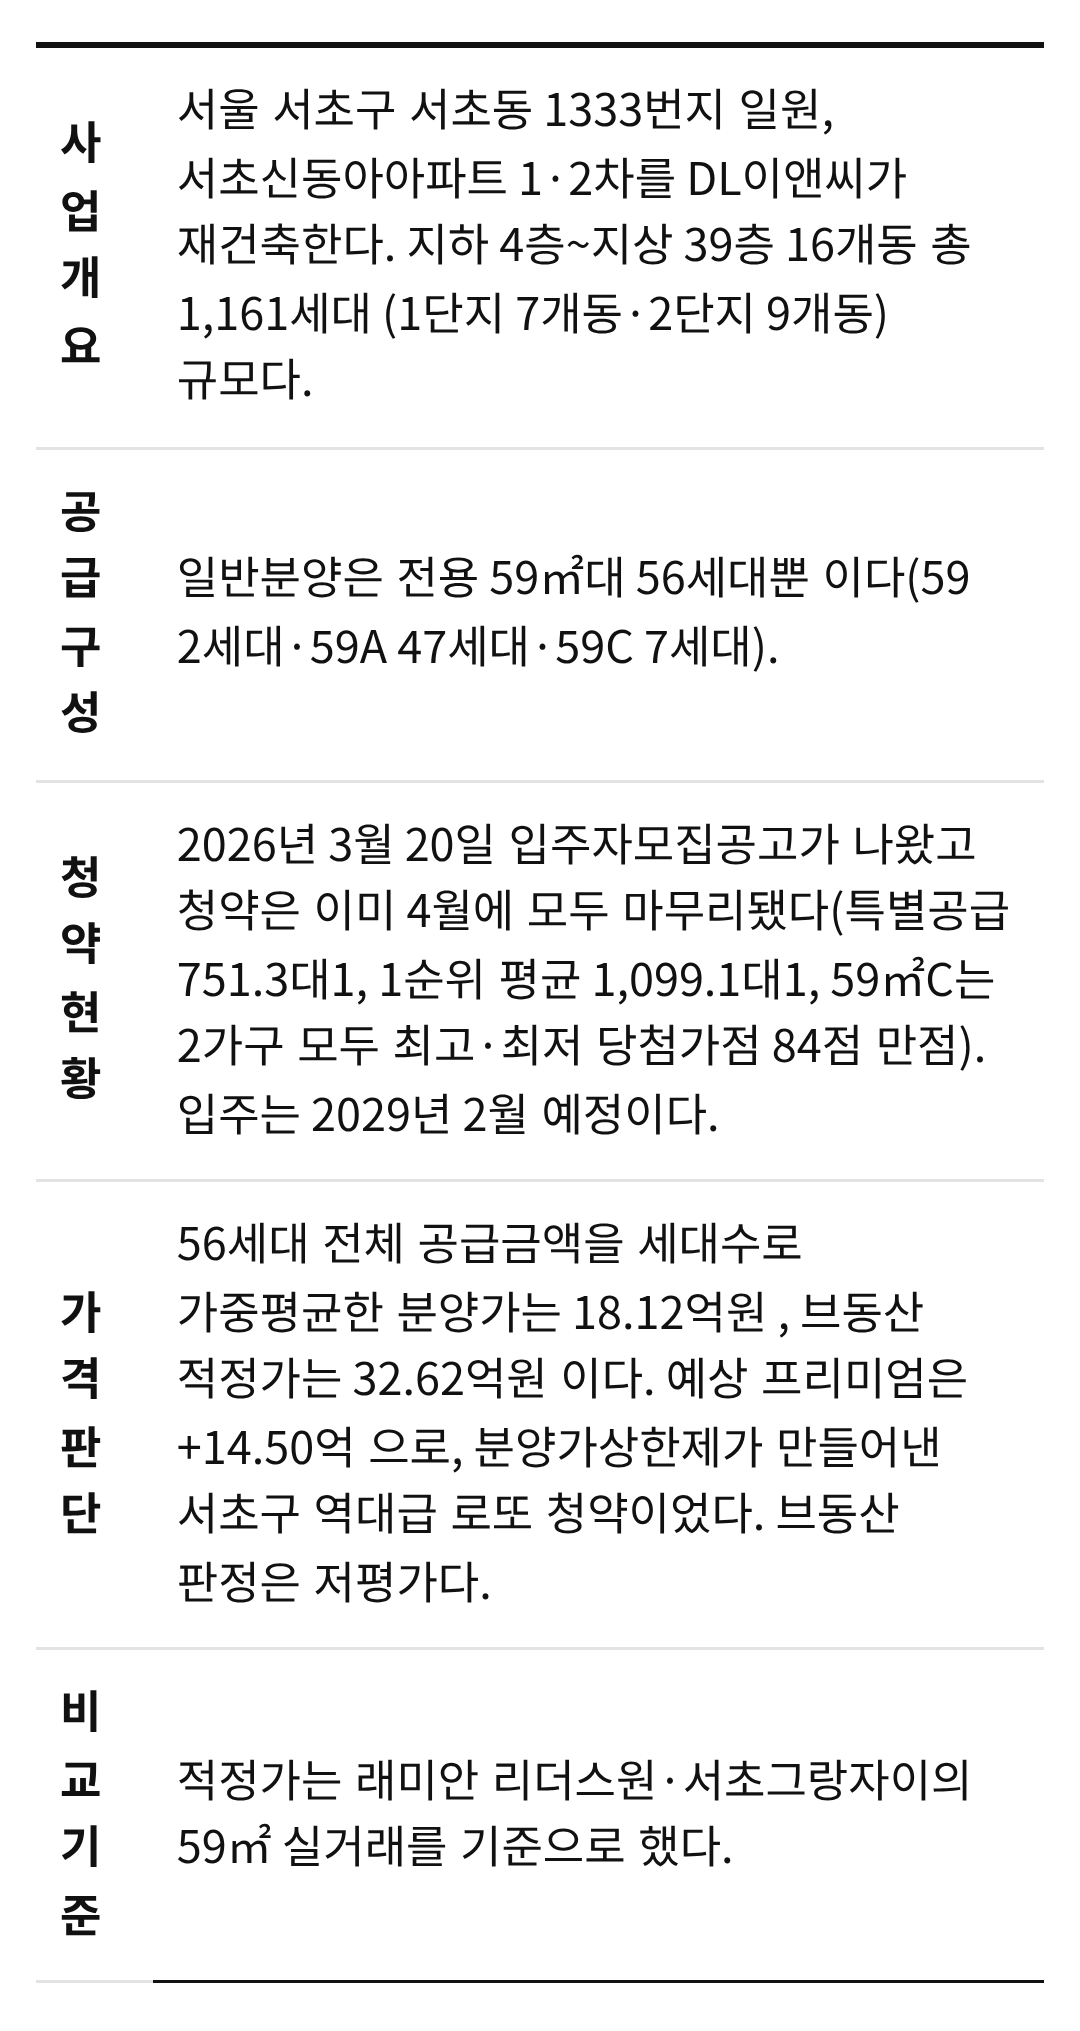 사업개요
서울 서초구 서초동 1333번지 일원,
서초신동아아파트 1·2차를 DL이앤씨가
재건축한다. 지하 4층~지상 39층 16개동 총
1,161세대 (1단지 7개동·2단지 9개동)
규모다.
공급구성
일반분양은 전용 59㎡대 56세대뿐 이다(59
2세대·59A 47세대·59C 7세대).
청약현황
2026년 3월 20일 입주자모집공고가 나왔고
청약은 이미 4월에 모두 마무리됐다(특별공급
751.3대1, 1순위 평균 1,099.1대1, 59㎡C는
2가구 모두 최고·최저 당첨가점 84점 만점).
입주는 2029년 2월 예정이다.
가격판단
56세대 전체 공급금액을 세대수로
가중평균한 분양가는 18.12억원 , 브동산
적정가는 32.62억원 이다. 예상 프리미엄은
+14.50억 으로, 분양가상한제가 만들어낸
서초구 역대급 로또 청약이었다. 브동산
판정은 저평가다.
비교기준
적정가는 래미안 리더스원·서초그랑자이의
59㎡ 실거래를 기준으로 했다.